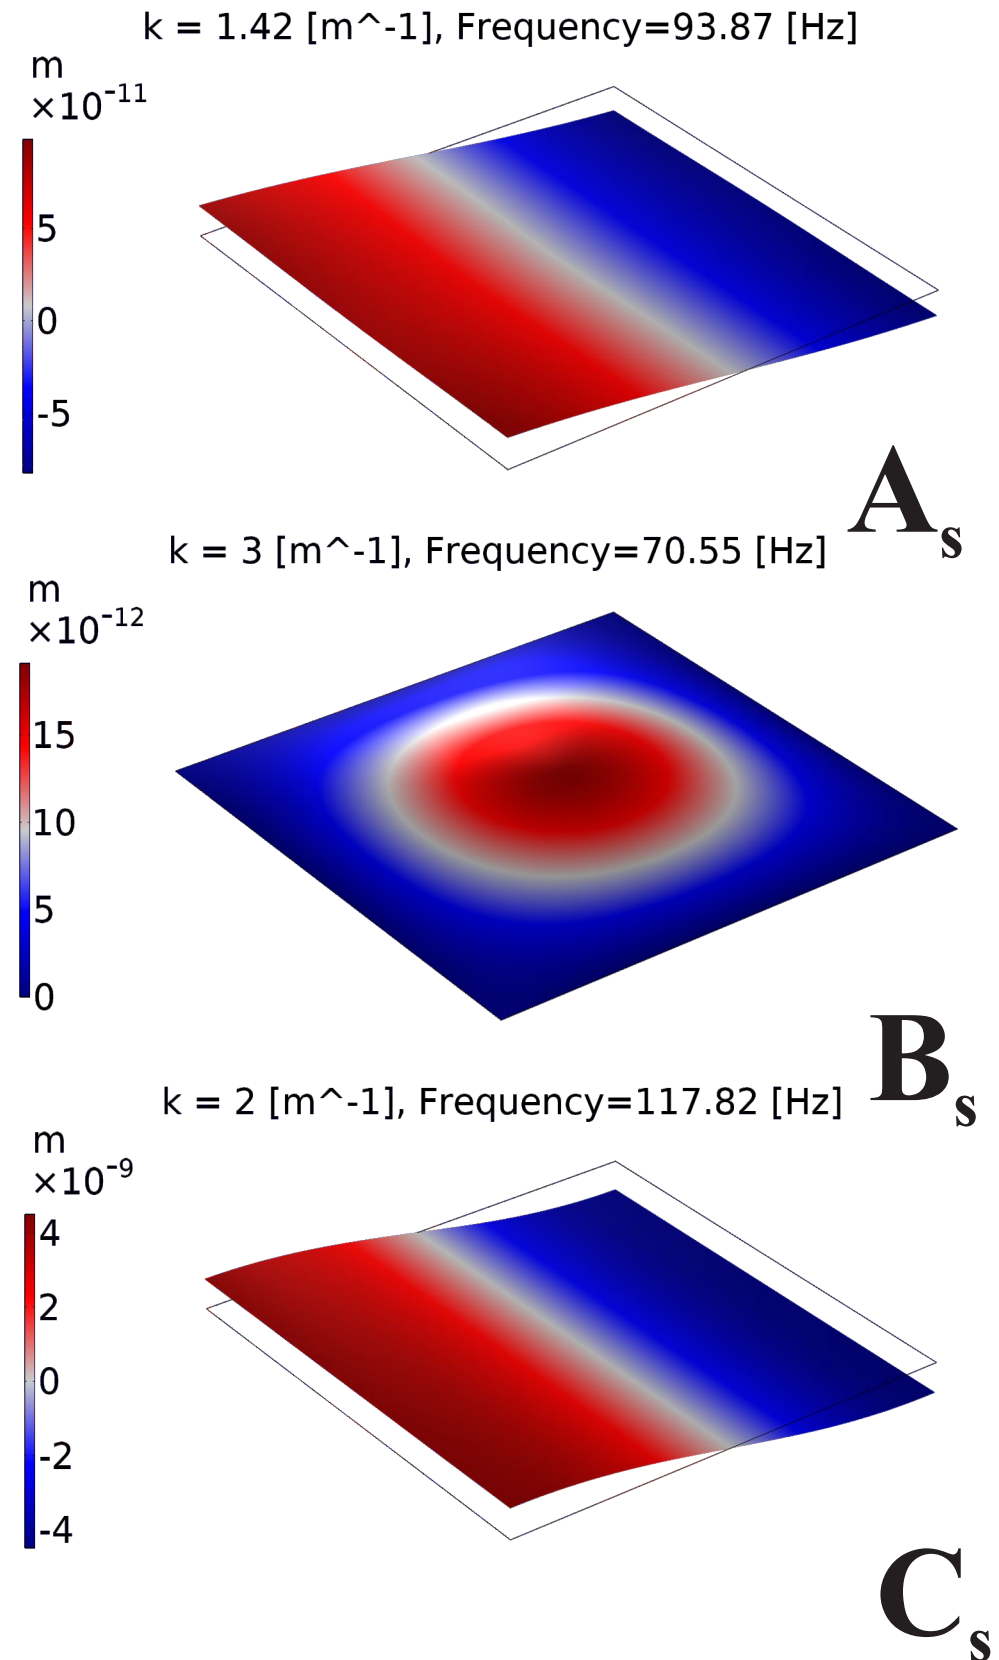 k = 1.42 [m^-1], Frequency=93.87 [Hz]
m
×10⁻¹¹
5
0
-5
Aₛ
k = 3 [m^-1], Frequency=70.55 [Hz]
m
×10⁻¹²
15
10
5
0
Bₛ
k = 2 [m^-1], Frequency=117.82 [Hz]
m
×10⁻⁹
4
2
0
-2
-4
Cₛ